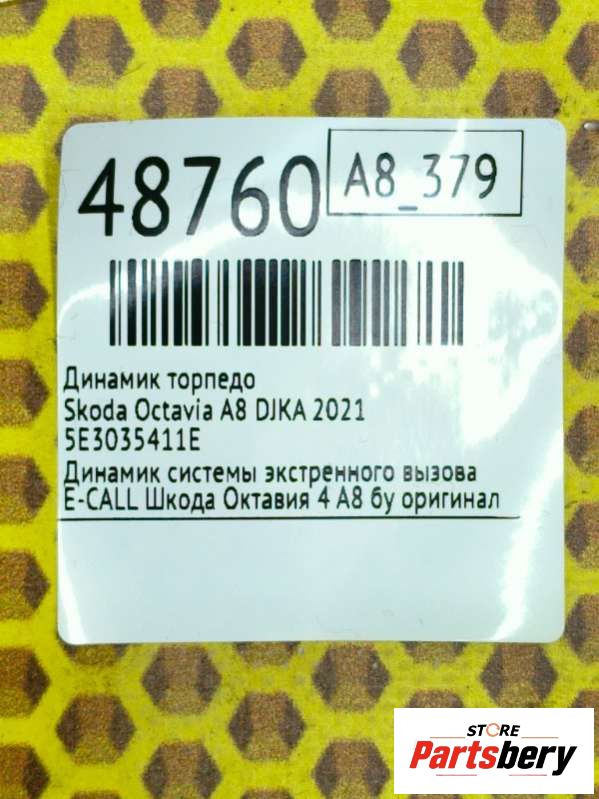 48760
A8_379
Динамик торпедо
Skoda Octavia A8 DJKA 2021
5E3035411E
Динамик системы экстренного вызова
E-CALL Шкода Октавия 4 А8 бу оригинал
STORE
Partsbery